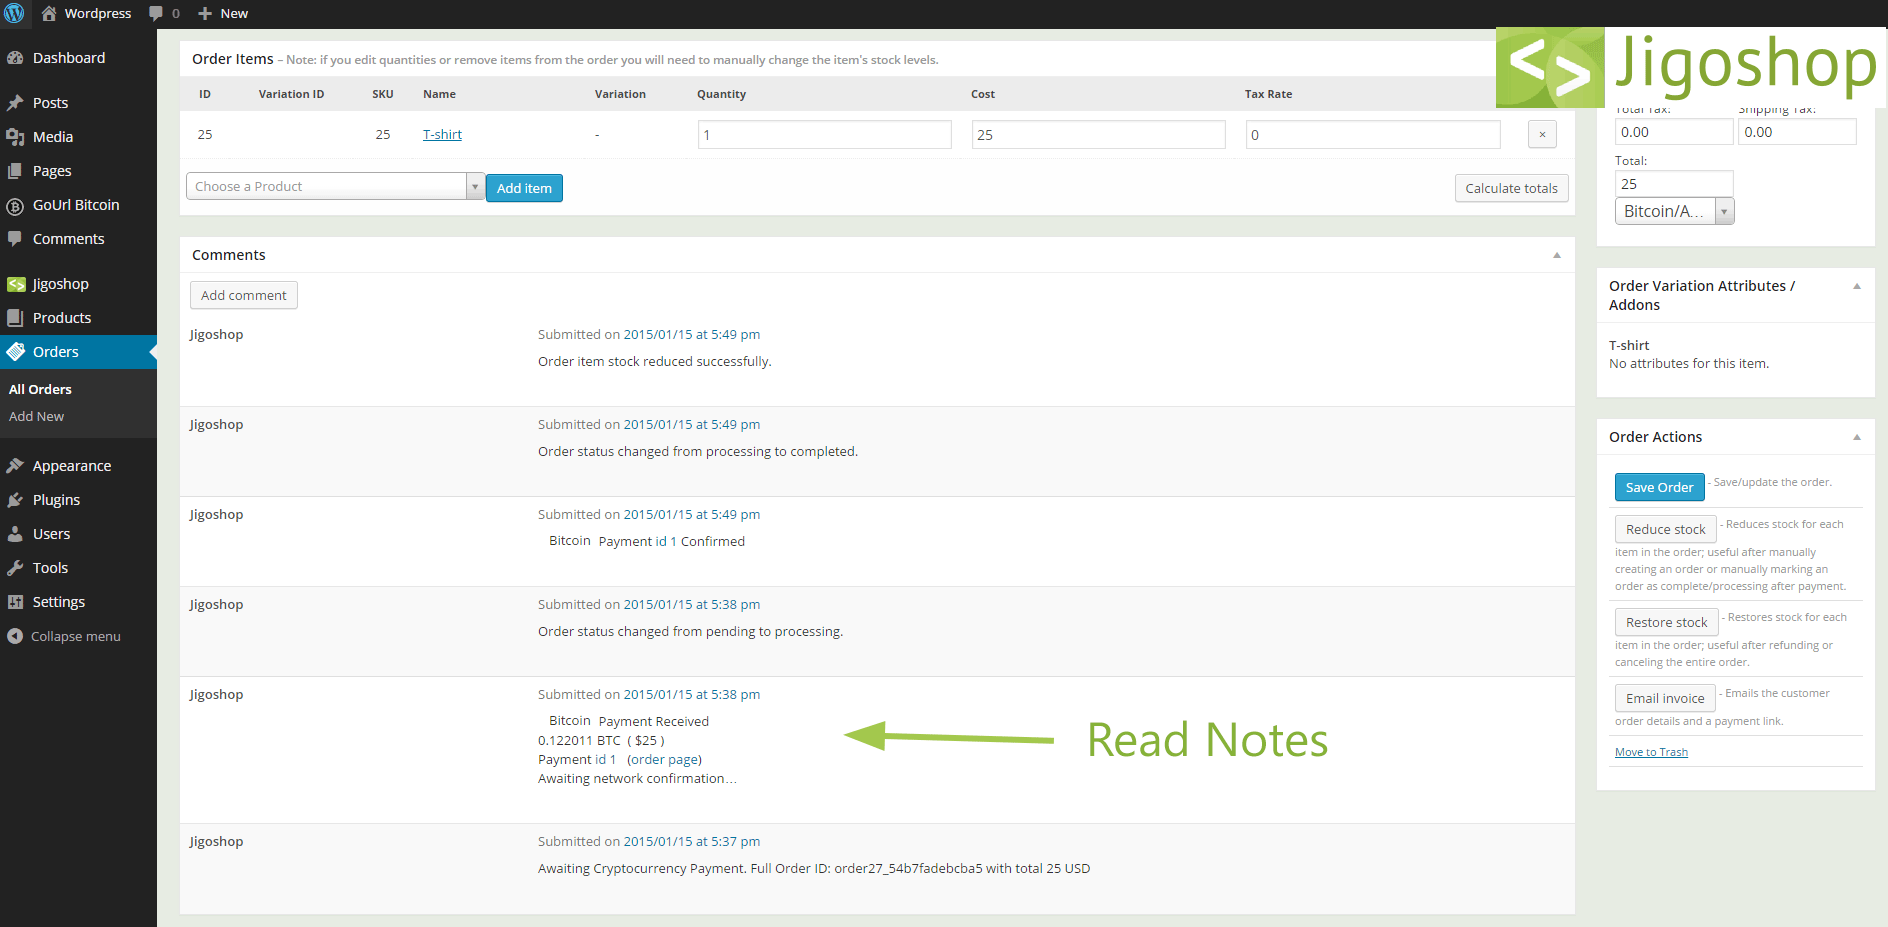 Wordpress 0 New
Dashboard
Posts
Media
Pages
GoUrl Bitcoin
Comments
Jigoshop
Products
Orders
All Orders
Add New
Appearance
Plugins
Users
Tools
Settings
Collapse menu
Order Items – Note: if you edit quantities or remove items from the order you will need to manually change the item's stock levels.
ID Variation ID SKU Name Variation Quantity Cost Tax Rate
25 25 T-shirt - 1 25 0 ×
Choose a Product Add item Calculate totals
Comments
Add comment
Jigoshop Submitted on 2015/01/15 at 5:49 pm
Order item stock reduced successfully.
Jigoshop Submitted on 2015/01/15 at 5:49 pm
Order status changed from processing to completed.
Jigoshop Submitted on 2015/01/15 at 5:49 pm
Bitcoin Payment id 1 Confirmed
Jigoshop Submitted on 2015/01/15 at 5:38 pm
Order status changed from pending to processing.
Jigoshop Submitted on 2015/01/15 at 5:38 pm
Bitcoin Payment Received
0.122011 BTC ( $25 )
Payment id 1 (order page)
Awaiting network confirmation…
Read Notes
Jigoshop Submitted on 2015/01/15 at 5:37 pm
Awaiting Cryptocurrency Payment. Full Order ID: order27_54b7fadebcba5 with total 25 USD
<> Jigoshop
Total Tax: Shipping Tax:
0.00 0.00
Total:
25
Bitcoin/A...
Order Variation Attributes /
Addons
T-shirt
No attributes for this item.
Order Actions
Save Order - Save/update the order.
Reduce stock - Reduces stock for each
item in the order; useful after manually
creating an order or manually marking an
order as complete/processing after payment.
Restore stock - Restores stock for each
item in the order; useful after refunding or
canceling the entire order.
Email invoice - Emails the customer
order details and a payment link.
Move to Trash